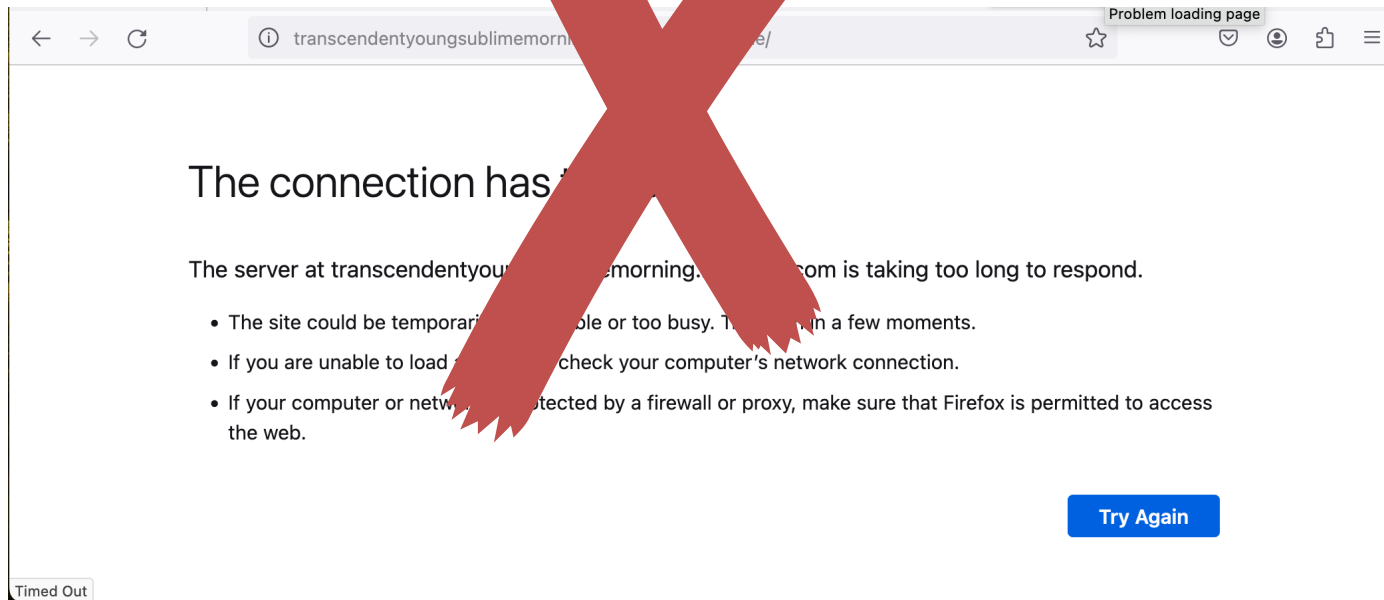 Problem loading page
transcendentyoungsublimemorni e/
The connection has
The server at transcendentyou emorning. com is taking too long to respond.
• The site could be temporari ble or too busy. T in a few moments.
• If you are unable to load check your computer's network connection.
• If your computer or netw tected by a firewall or proxy, make sure that Firefox is permitted to access
the web.
Try Again
Timed Out